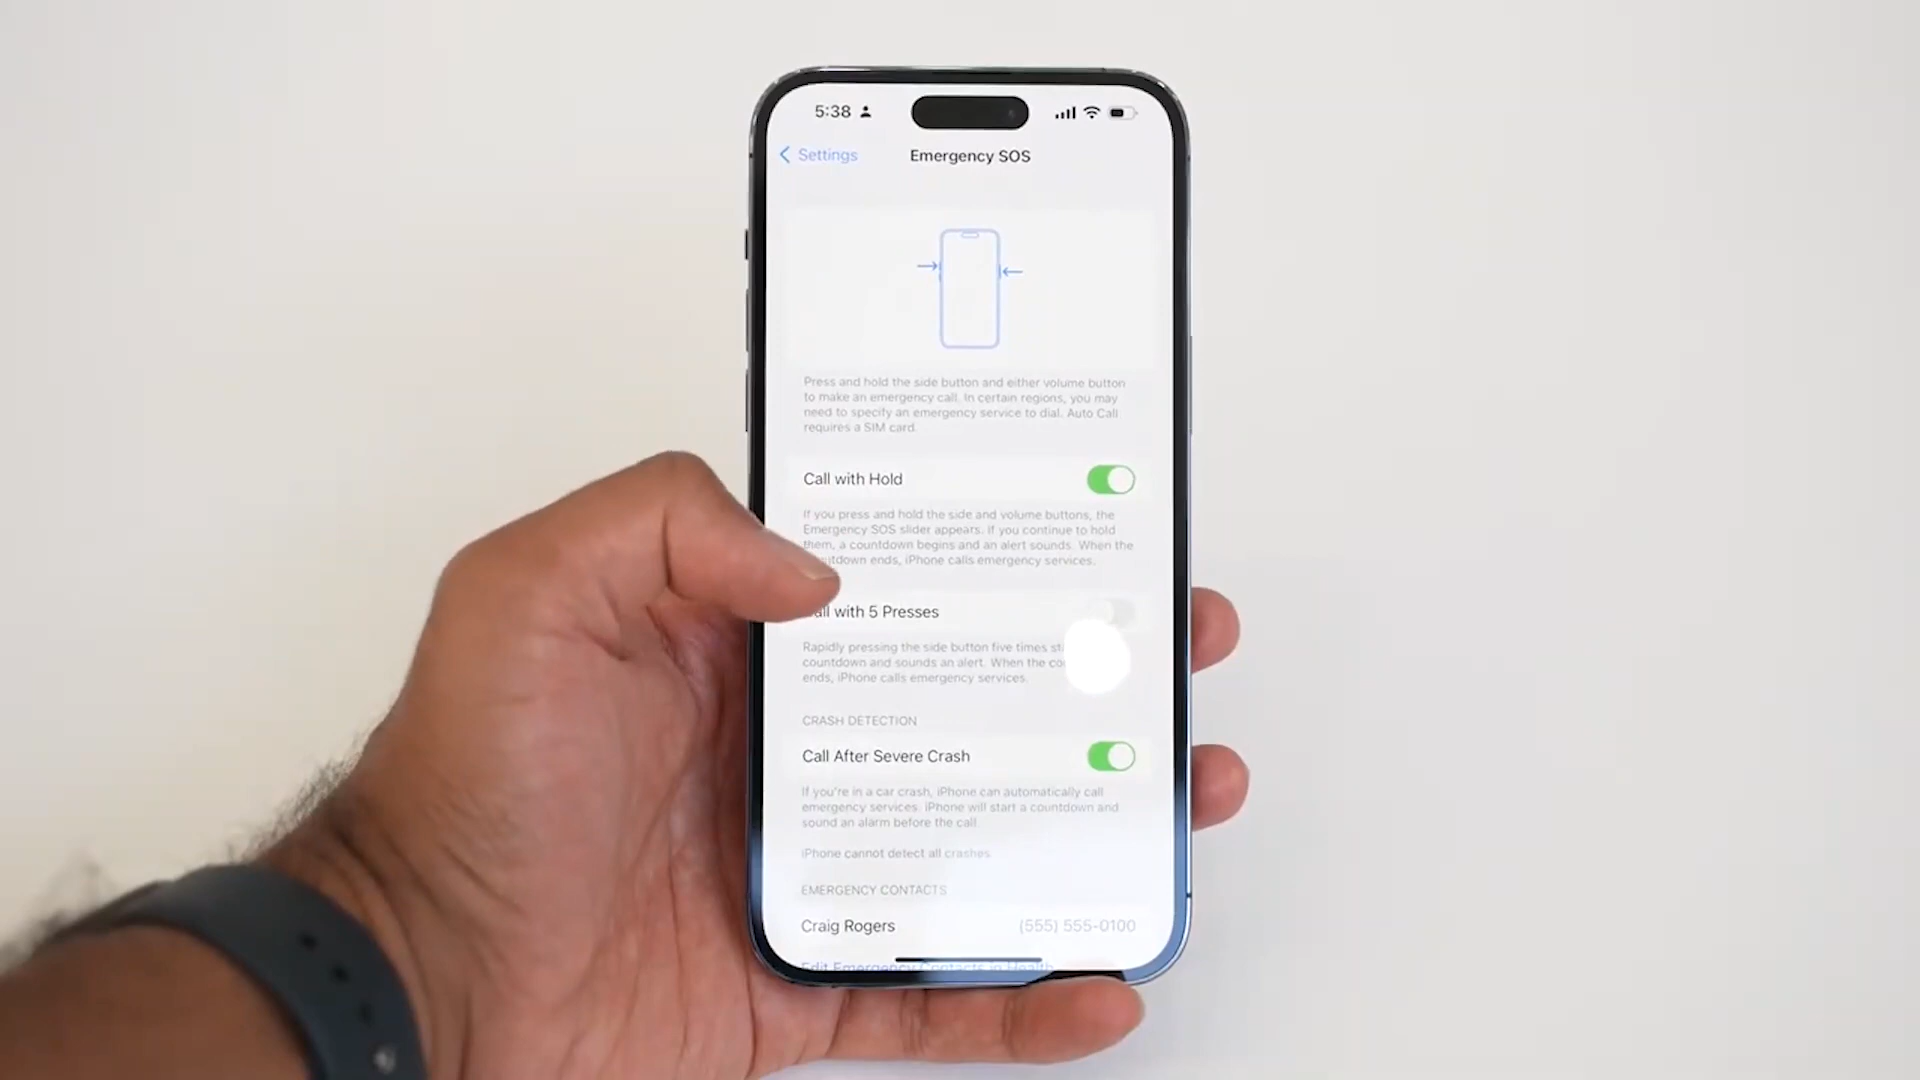 5:38
Settings
Emergency SOS
Press and hold the side button and either volume button
to make an emergency call. In certain regions, you may
need to specify an emergency service to dial. Auto Call
requires a SIM card.
Call with Hold
If you press and hold the side and volume buttons, the
Emergency SOS slider appears. If you continue to hold
them, a countdown begins and an alert sounds. When the
ntdown ends, iPhone calls emergency services.
all with 5 Presses
Rapidly pressing the side button five times
countdown and sounds an alert. When the
ends, iPhone calls emergency services.
CRASH DETECTION
Call After Severe Crash
If you're in a car crash, iPhone can automatically call
emergency services. iPhone will start a countdown and
sound an alarm before the call.
iPhone cannot detect all crashes
EMERGENCY CONTACTS
Craig Rogers (555) 555-0100
Edit Emergency Contacts in Health